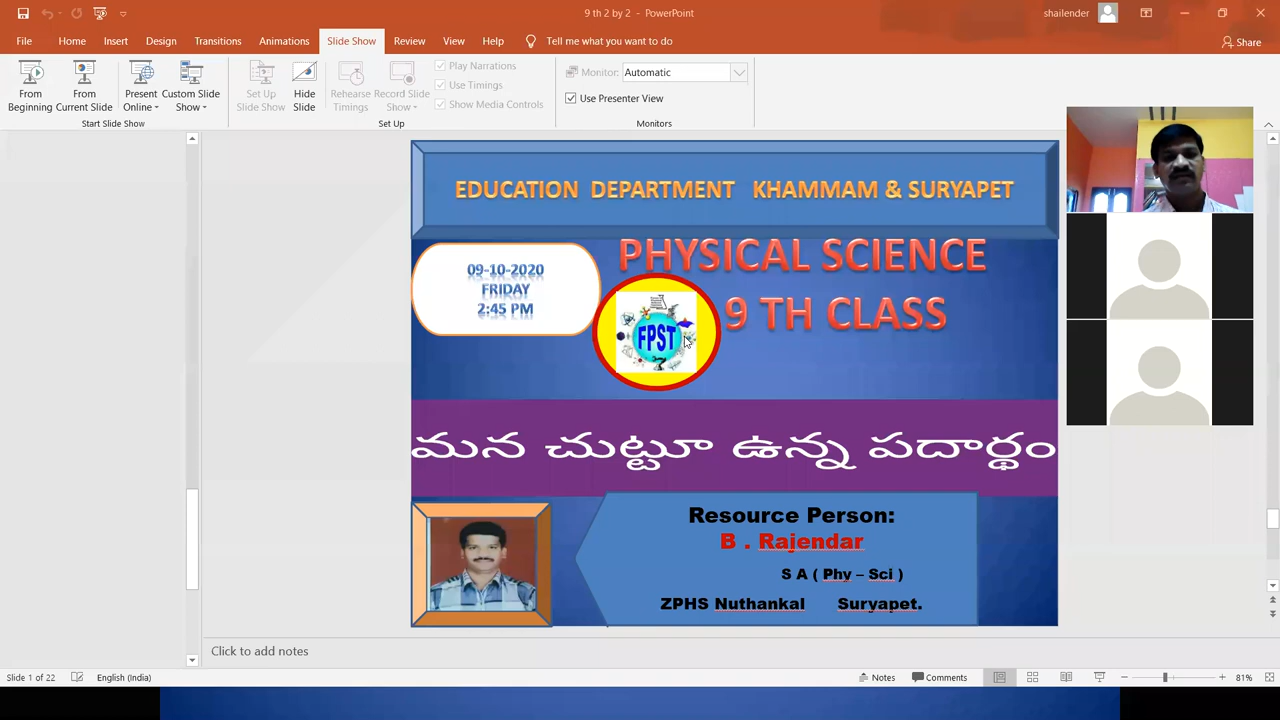 9 th 2 by 2 - PowerPoint
shailender
File Home Insert Design Transitions Animations Slide Show Review View Help Tell me what you want to do
Share
From Beginning
From Current Slide
Present Online
Custom Slide Show
Set Up Slide Show
Hide Slide
Rehearse Timings
Record Slide Show
Play Narrations
Use Timings
Show Media Controls
Monitor: Automatic
Use Presenter View
Start Slide Show
Set Up
Monitors
EDUCATION DEPARTMENT KHAMMAM & SURYAPET
09-10-2020
FRIDAY
2:45 PM
PHYSICAL SCIENCE
9 TH CLASS
FPST
మన చుట్టూ ఉన్న పదార్థం
Resource Person:
B . Rajendar
S A ( Phy – Sci )
ZPHS Nuthankal Suryapet.
Click to add notes
Slide 1 of 22 English (India) Notes Comments 81%